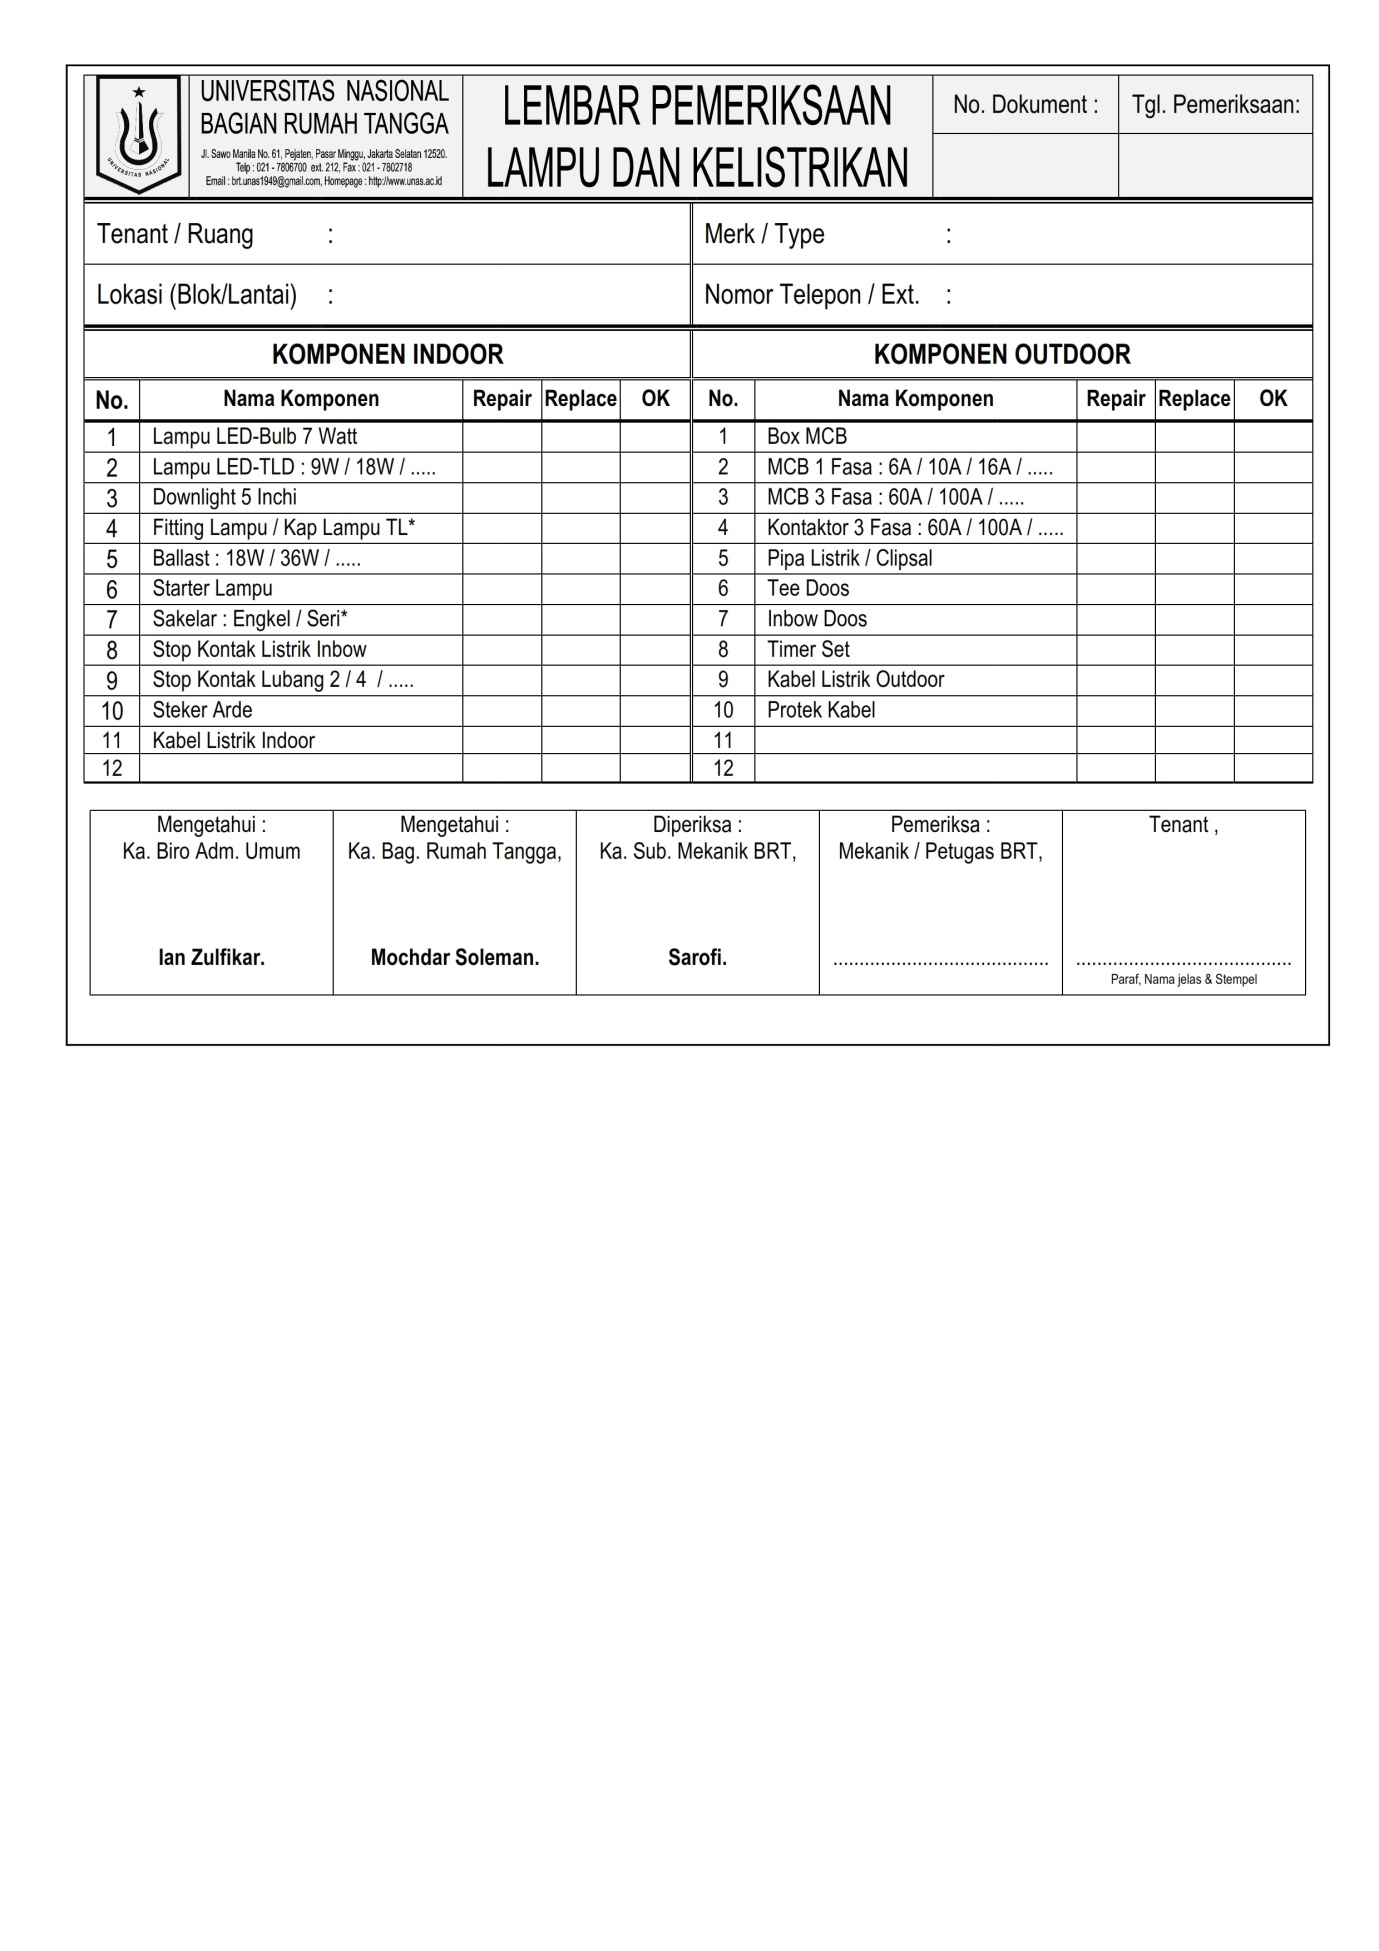 UNIVERSITAS NASIONAL
UNIVERSITAS NASIONAL
BAGIAN RUMAH TANGGA
Jl. Sawo Manila No. 61, Pejaten, Pasar Minggu, Jakarta Selatan 12520.
Telp : 021 - 7806700 ext. 212, Fax : 021 - 7802718
Email : brt.unas1949@gmail.com, Homepage : http://www.unas.ac.id
LEMBAR PEMERIKSAAN
LAMPU DAN KELISTRIKAN
No. Dokument : Tgl. Pemeriksaan:
Tenant / Ruang : Merk / Type :
Lokasi (Blok/Lantai) : Nomor Telepon / Ext. :
KOMPONEN INDOOR KOMPONEN OUTDOOR
No. Nama Komponen Repair Replace OK No. Nama Komponen Repair Replace OK
1 Lampu LED-Bulb 7 Watt 1 Box MCB
2 Lampu LED-TLD : 9W / 18W / ..... 2 MCB 1 Fasa : 6A / 10A / 16A / .....
3 Downlight 5 Inchi 3 MCB 3 Fasa : 60A / 100A / .....
4 Fitting Lampu / Kap Lampu TL* 4 Kontaktor 3 Fasa : 60A / 100A / .....
5 Ballast : 18W / 36W / ..... 5 Pipa Listrik / Clipsal
6 Starter Lampu 6 Tee Doos
7 Sakelar : Engkel / Seri* 7 Inbow Doos
8 Stop Kontak Listrik Inbow 8 Timer Set
9 Stop Kontak Lubang 2 / 4 / ..... 9 Kabel Listrik Outdoor
10 Steker Arde 10 Protek Kabel
11 Kabel Listrik Indoor 11
12 12
Mengetahui : Mengetahui : Diperiksa : Pemeriksa : Tenant ,
Ka. Biro Adm. Umum Ka. Bag. Rumah Tangga, Ka. Sub. Mekanik BRT, Mekanik / Petugas BRT,
Ian Zulfikar. Mochdar Soleman. Sarofi. ......................................... .........................................
Paraf, Nama jelas & Stempel